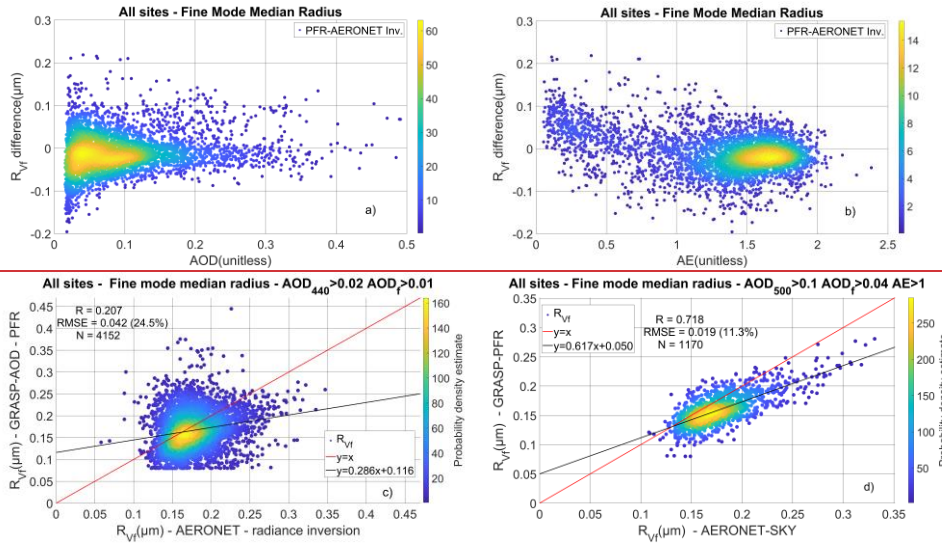 All sites - Fine Mode Median Radius
PFR-AERONET Inv.
R_Vf difference(μm)
0.3
0.2
0.1
0
-0.1
-0.2
0
0.1
0.2
0.3
0.4
0.5
AOD(unitless)
a)
60
50
40
30
20
10
All sites - Fine Mode Median Radius
PFR-AERONET Inv.
R_Vf difference(μm)
0.3
0.2
0.1
0
-0.1
-0.2
0
0.5
1
1.5
2
2.5
AE(unitless)
b)
14
12
10
8
6
4
2
All sites - Fine mode median radius - AOD_440>0.02 AOD_f>0.01
R = 0.207
RMSE = 0.042 (24.5%)
N = 4152
R_Vf(μm) - GRASP-AOD - PFR
0.45
0.4
0.35
0.3
0.25
0.2
0.15
0.1
0.05
0
R_Vf
y=x
y=0.286x+0.116
c)
0
0.05
0.1
0.15
0.2
0.25
0.3
0.35
0.4
0.45
R_Vf(μm) - AERONET - radiance inversion
160
140
120
100
80
60
40
20
Probability density estimate
All sites - Fine mode median radius - AOD_500>0.1 AOD_f>0.04 AE>1
R_Vf
y=x
y=0.617x+0.050
R = 0.718
RMSE = 0.019 (11.3%)
N = 1170
R_Vf(μm) - GRASP-PFR
0.35
0.3
0.25
0.2
0.15
0.1
0.05
0
d)
0
0.05
0.1
0.15
0.2
0.25
0.3
0.35
R_Vf(μm) - AERONET-SKY
250
200
150
100
50